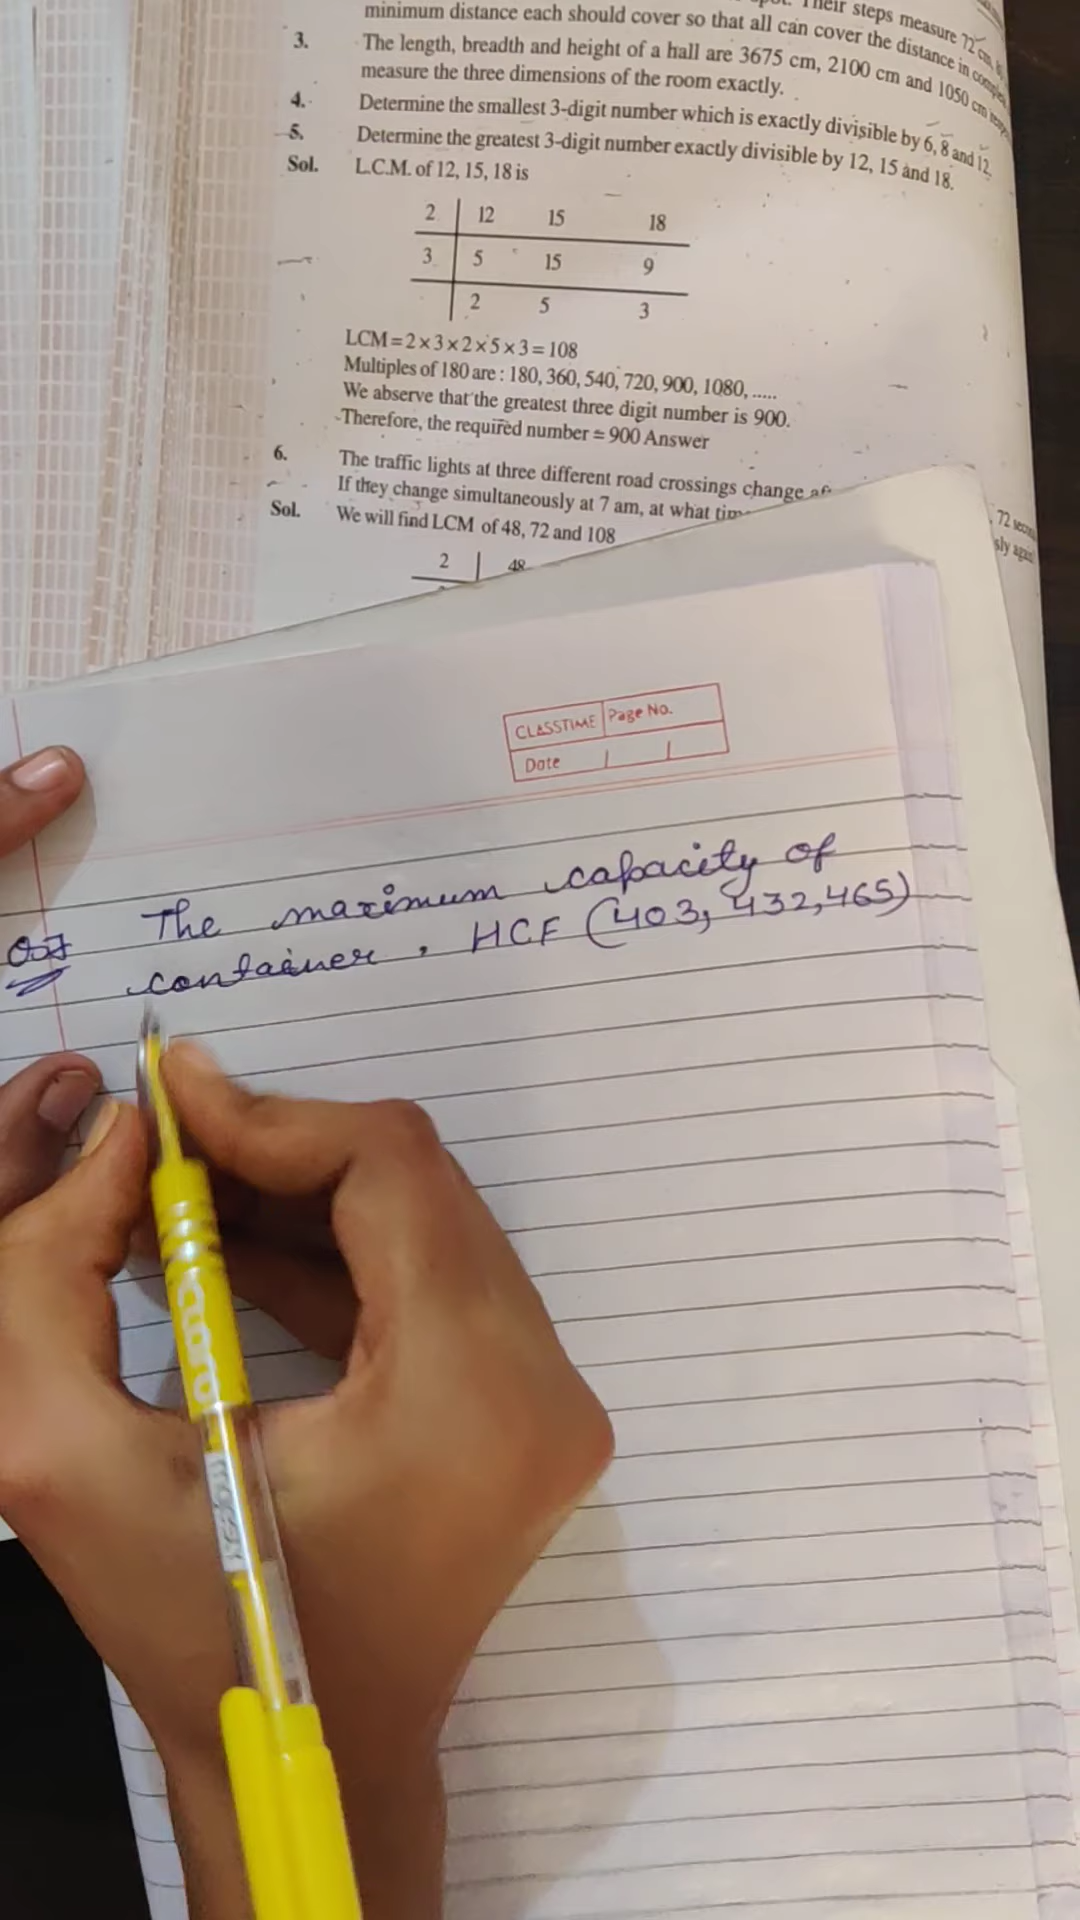 Their steps measure 72 cm,
minimum distance each should cover so that all can cover the distance in
3. The length, breadth and height of a hall are 3675 cm, 2100 cm and 1050 cm
measure the three dimensions of the room exactly.
4. Determine the smallest 3-digit number which is exactly divisible by 6, 8 and 12.
5. Determine the greatest 3-digit number exactly divisible by 12, 15 and 18.
Sol. L.C.M. of 12, 15, 18 is
2 12 15 18
3 5 15 9
2 5 3
LCM = 2 × 3 × 2 × 5 × 3 = 108
Multiples of 180 are : 180, 360, 540, 720, 900, 1080, .....
We abserve that the greatest three digit number is 900.
Therefore, the required number = 900 Answer
6. The traffic lights at three different road crossings change
If they change simultaneously at 7 am, at what
72
Sol. We will find LCM of 48, 72 and 108
2 48
CLASSTIME Page No.
Date
The maximum capacity of
container, HCF (403, 432, 465)